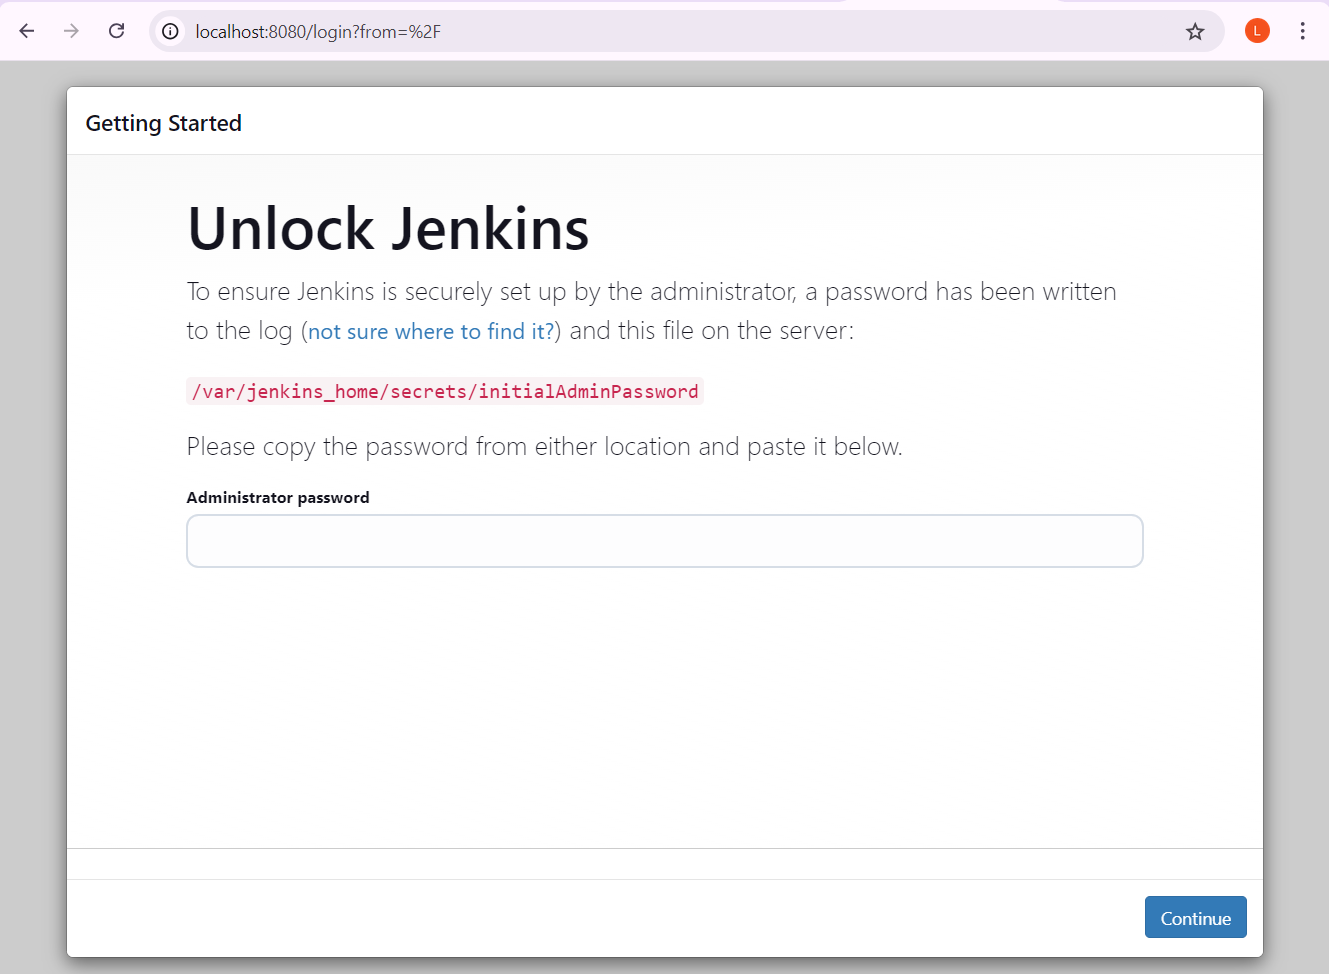 localhost:8080/login?from=%2F
L
Getting Started
Unlock Jenkins
To ensure Jenkins is securely set up by the administrator, a password has been written
to the log (not sure where to find it?) and this file on the server:
/var/jenkins_home/secrets/initialAdminPassword
Please copy the password from either location and paste it below.
Administrator password
Continue